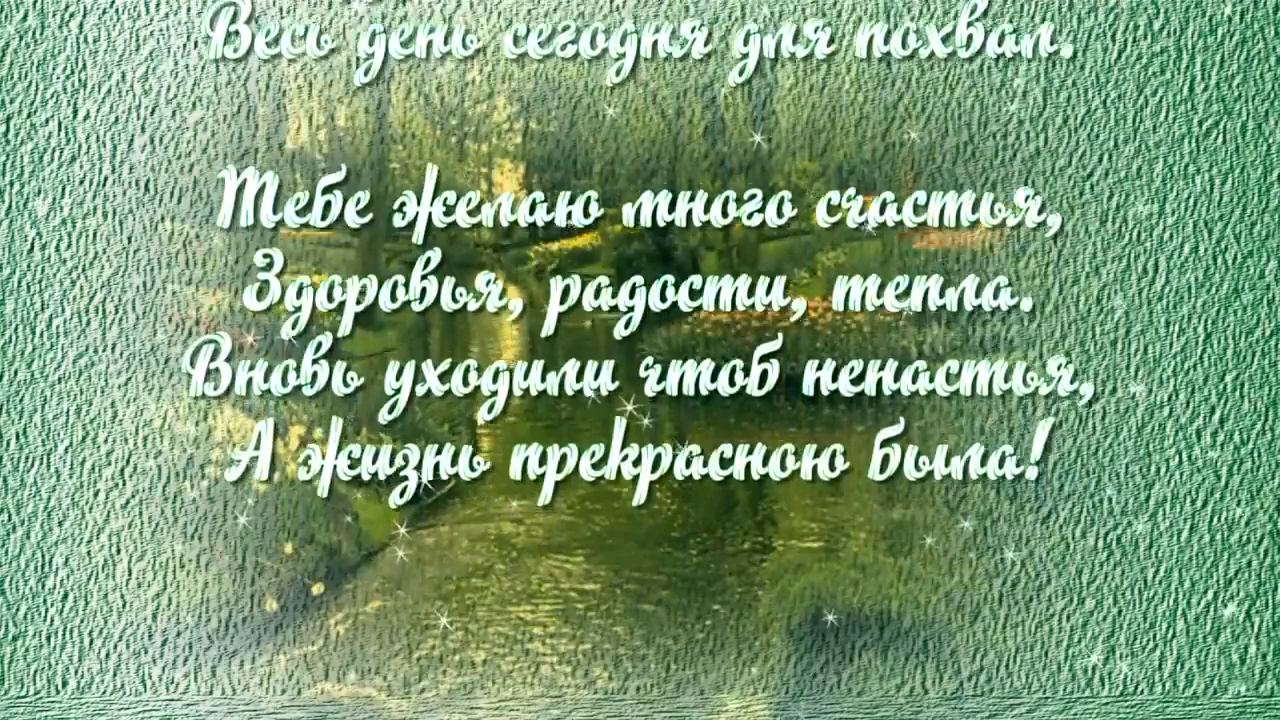 Весь день сегодня для похвал.
Тебе желаю много счастья,
Здоровья, радости, тепла.
Вновь уходили чтоб ненастья,
А жизнь прекрасною была!